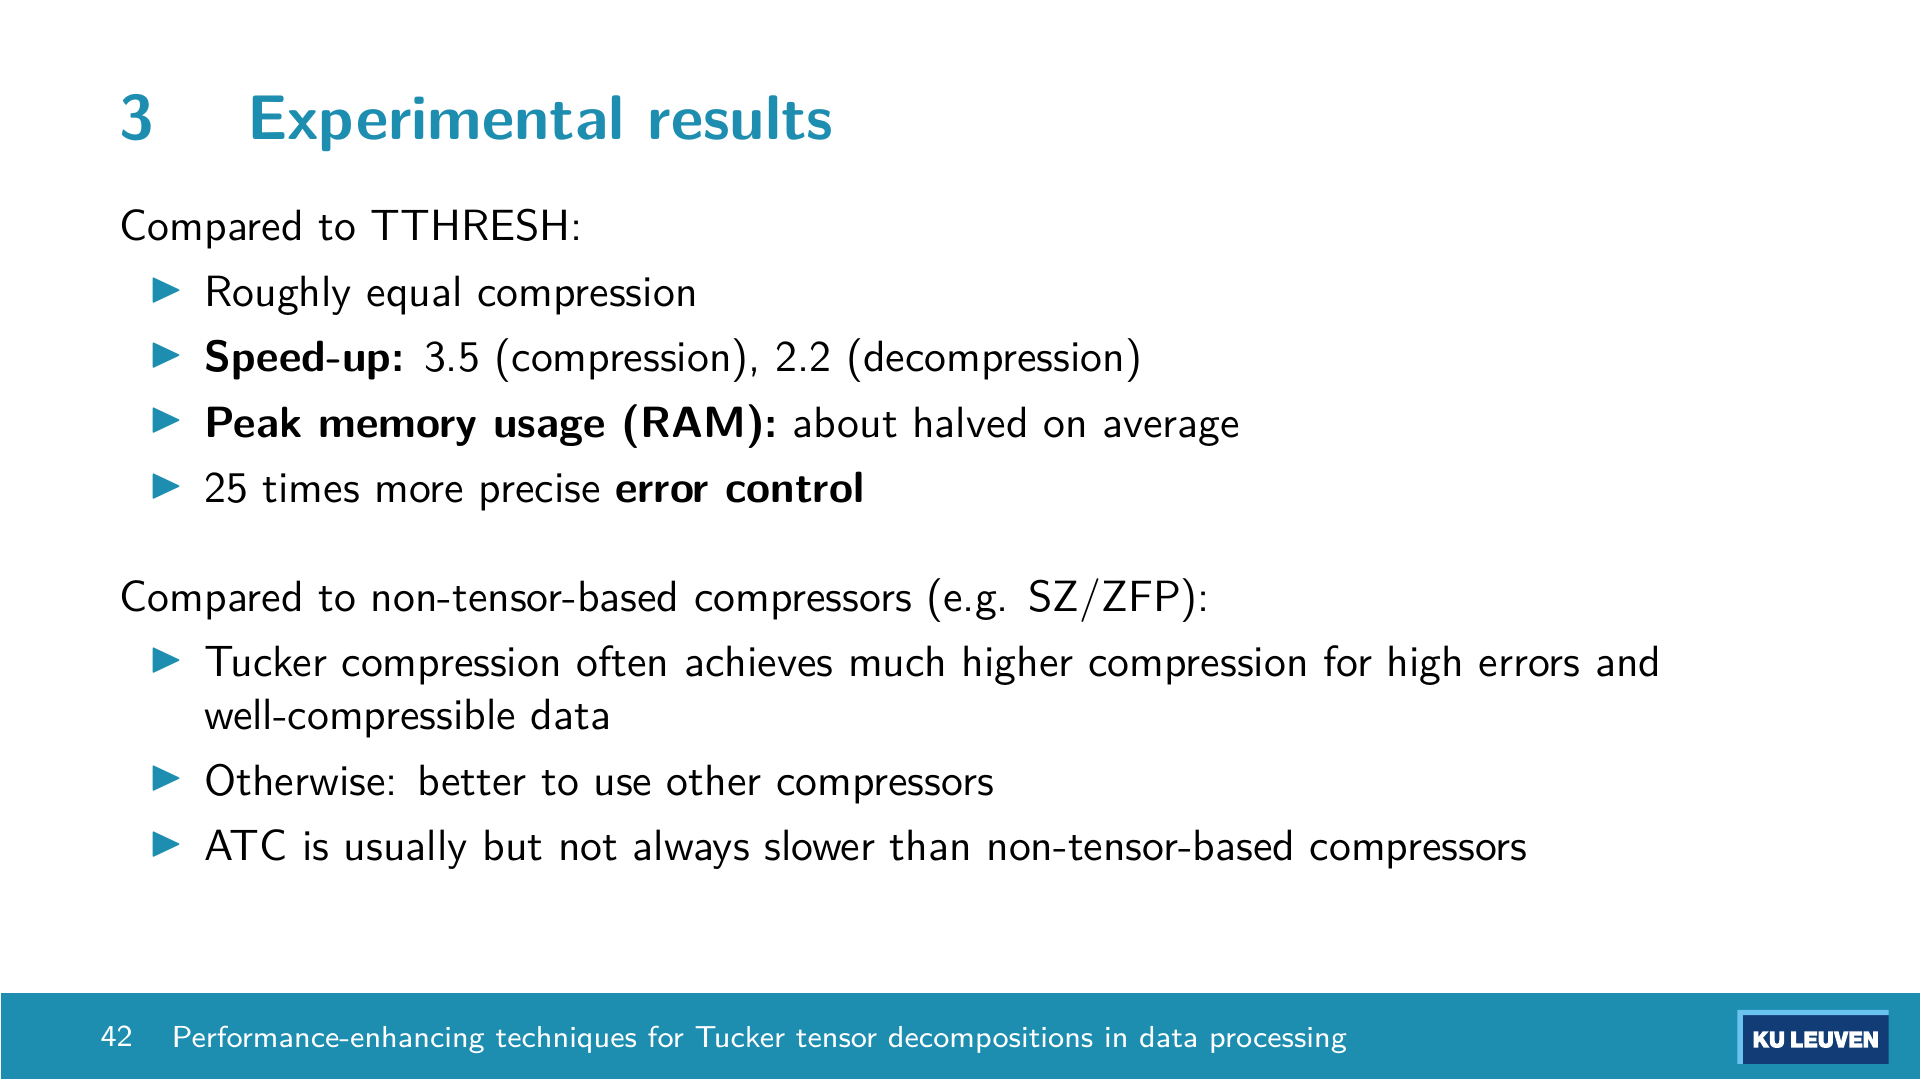 3 Experimental results
Compared to TTHRESH:
Roughly equal compression
Speed-up: 3.5 (compression), 2.2 (decompression)
Peak memory usage (RAM): about halved on average
25 times more precise error control
Compared to non-tensor-based compressors (e.g. SZ/ZFP):
Tucker compression often achieves much higher compression for high errors and
well-compressible data
Otherwise: better to use other compressors
ATC is usually but not always slower than non-tensor-based compressors
42 Performance-enhancing techniques for Tucker tensor decompositions in data processing
KU LEUVEN